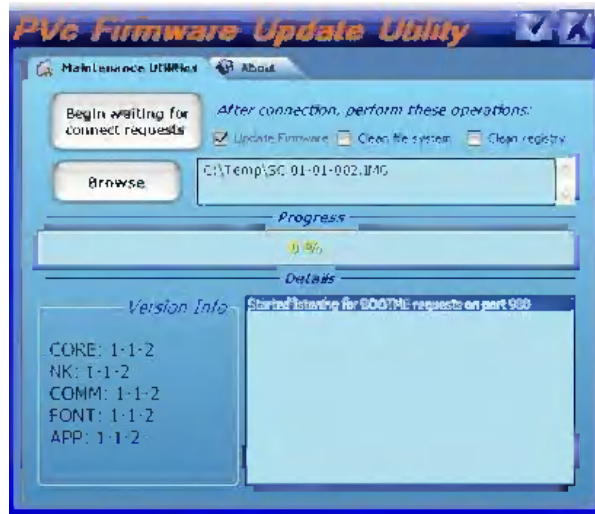 PVc Firmware Update Utility
Maintenance Utilities About
Begin waiting for
connect requests
After connection, perform these operations:
Update Firmware Clean file system Clean registry
Browse
C:\Temp\SC-01-01-002.IMG
Progress
0 %
Details
Version Info
Started listening for BOOTME requests on port 980
CORE: 1-1-2
NK: 1-1-2
COMM: 1-1-2
FONT: 1-1-2
APP: 1-1-2